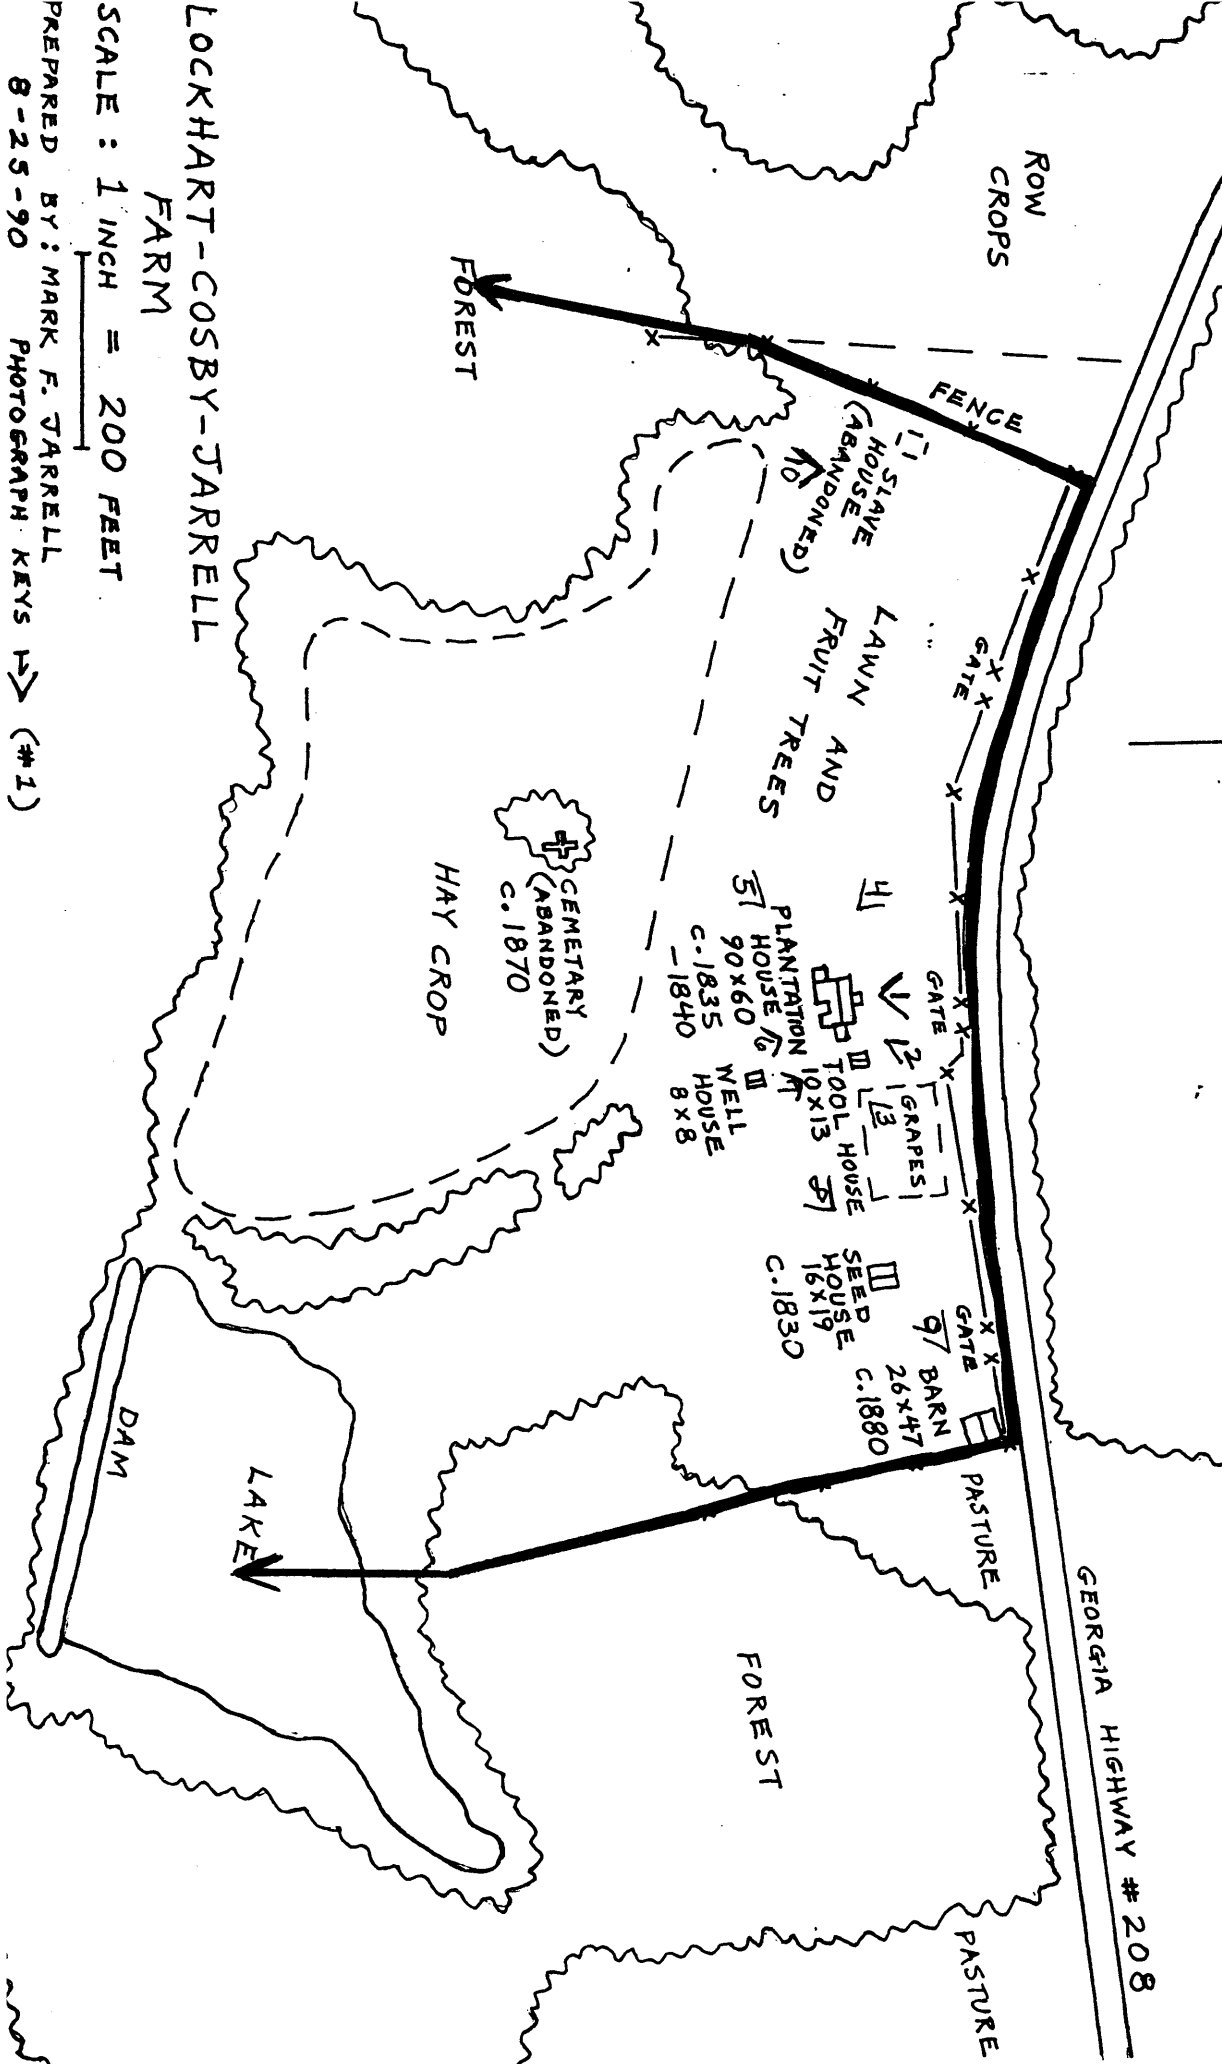 ROW
CROPS
GEORGIA HIGHWAY #208
FENCE
SLAVE
HOUSE
(ABANDONED)
10
GATE
LAWN AND
FRUIT TREES
4
5
GATE
2
GRAPES
3
PLANTATION
HOUSE
90X60
C.1835
-1840
6
7
TOOL HOUSE
10X13
WELL
HOUSE
8X8
SEED
HOUSE
16X19
C.1830
GATE
9
BARN
26X47
C.1880
PASTURE
PASTURE
FOREST
FOREST
CEMETARY
(ABANDONED)
C.1870
HAY CROP
LAKE
DAM
LOCKHART-COSBY-JARRELL
FARM
SCALE : 1 INCH = 200 FEET
PREPARED BY: MARK F. JARRELL
8-25-90 PHOTOGRAPH KEYS (#1)